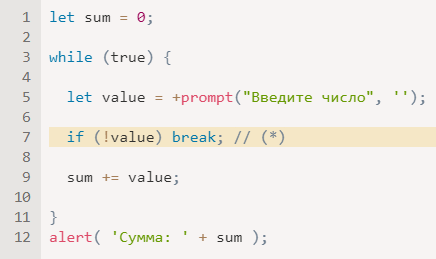 1 let sum = 0;
2
3 while (true) {
4
5   let value = +prompt("Введите число", '');
6
7   if (!value) break; // (*)
8
9   sum += value;
10
11 }
12 alert( 'Сумма: ' + sum );